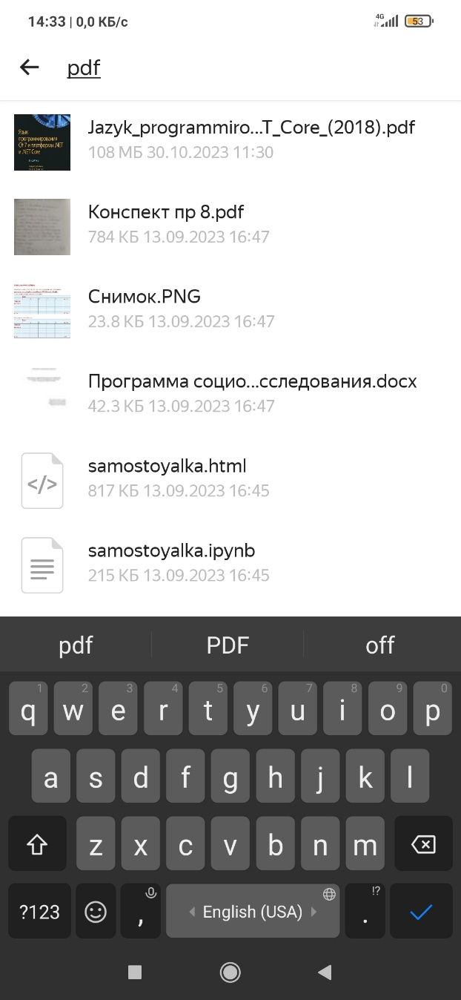 14:33 | 0,0 КБ/с
4G
53
pdf
Язык
программирования
C# 7 и платформы .NET
и .NET Core
Jazyk_programmiro...T_Core_(2018).pdf
108 МБ 30.10.2023 11:30
Конспект пр 8.pdf
784 КБ 13.09.2023 16:47
Снимок.PNG
23.8 КБ 13.09.2023 16:47
Программа социо...сследования.docx
42.3 КБ 13.09.2023 16:47
</>
samostoyalka.html
817 КБ 13.09.2023 16:45
samostoyalka.ipynb
215 КБ 13.09.2023 16:45
pdf PDF off
1 2 3 4 5 6 7 8 9 0
q w e r t y u i o p
a s d f g h j k l
z x c v b n m
!?
?123 , English (USA) .